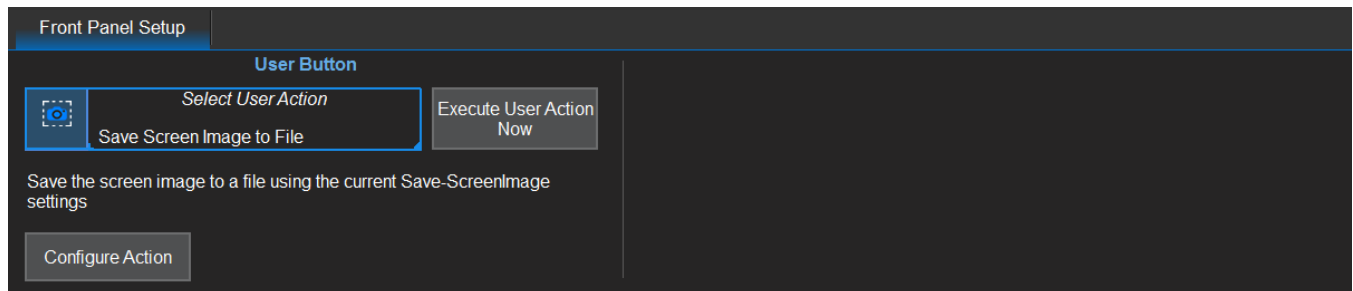 Front Panel Setup
User Button
Select User Action
Save Screen Image to File
Execute User Action
Now
Save the screen image to a file using the current Save-ScreenImage
settings
Configure Action